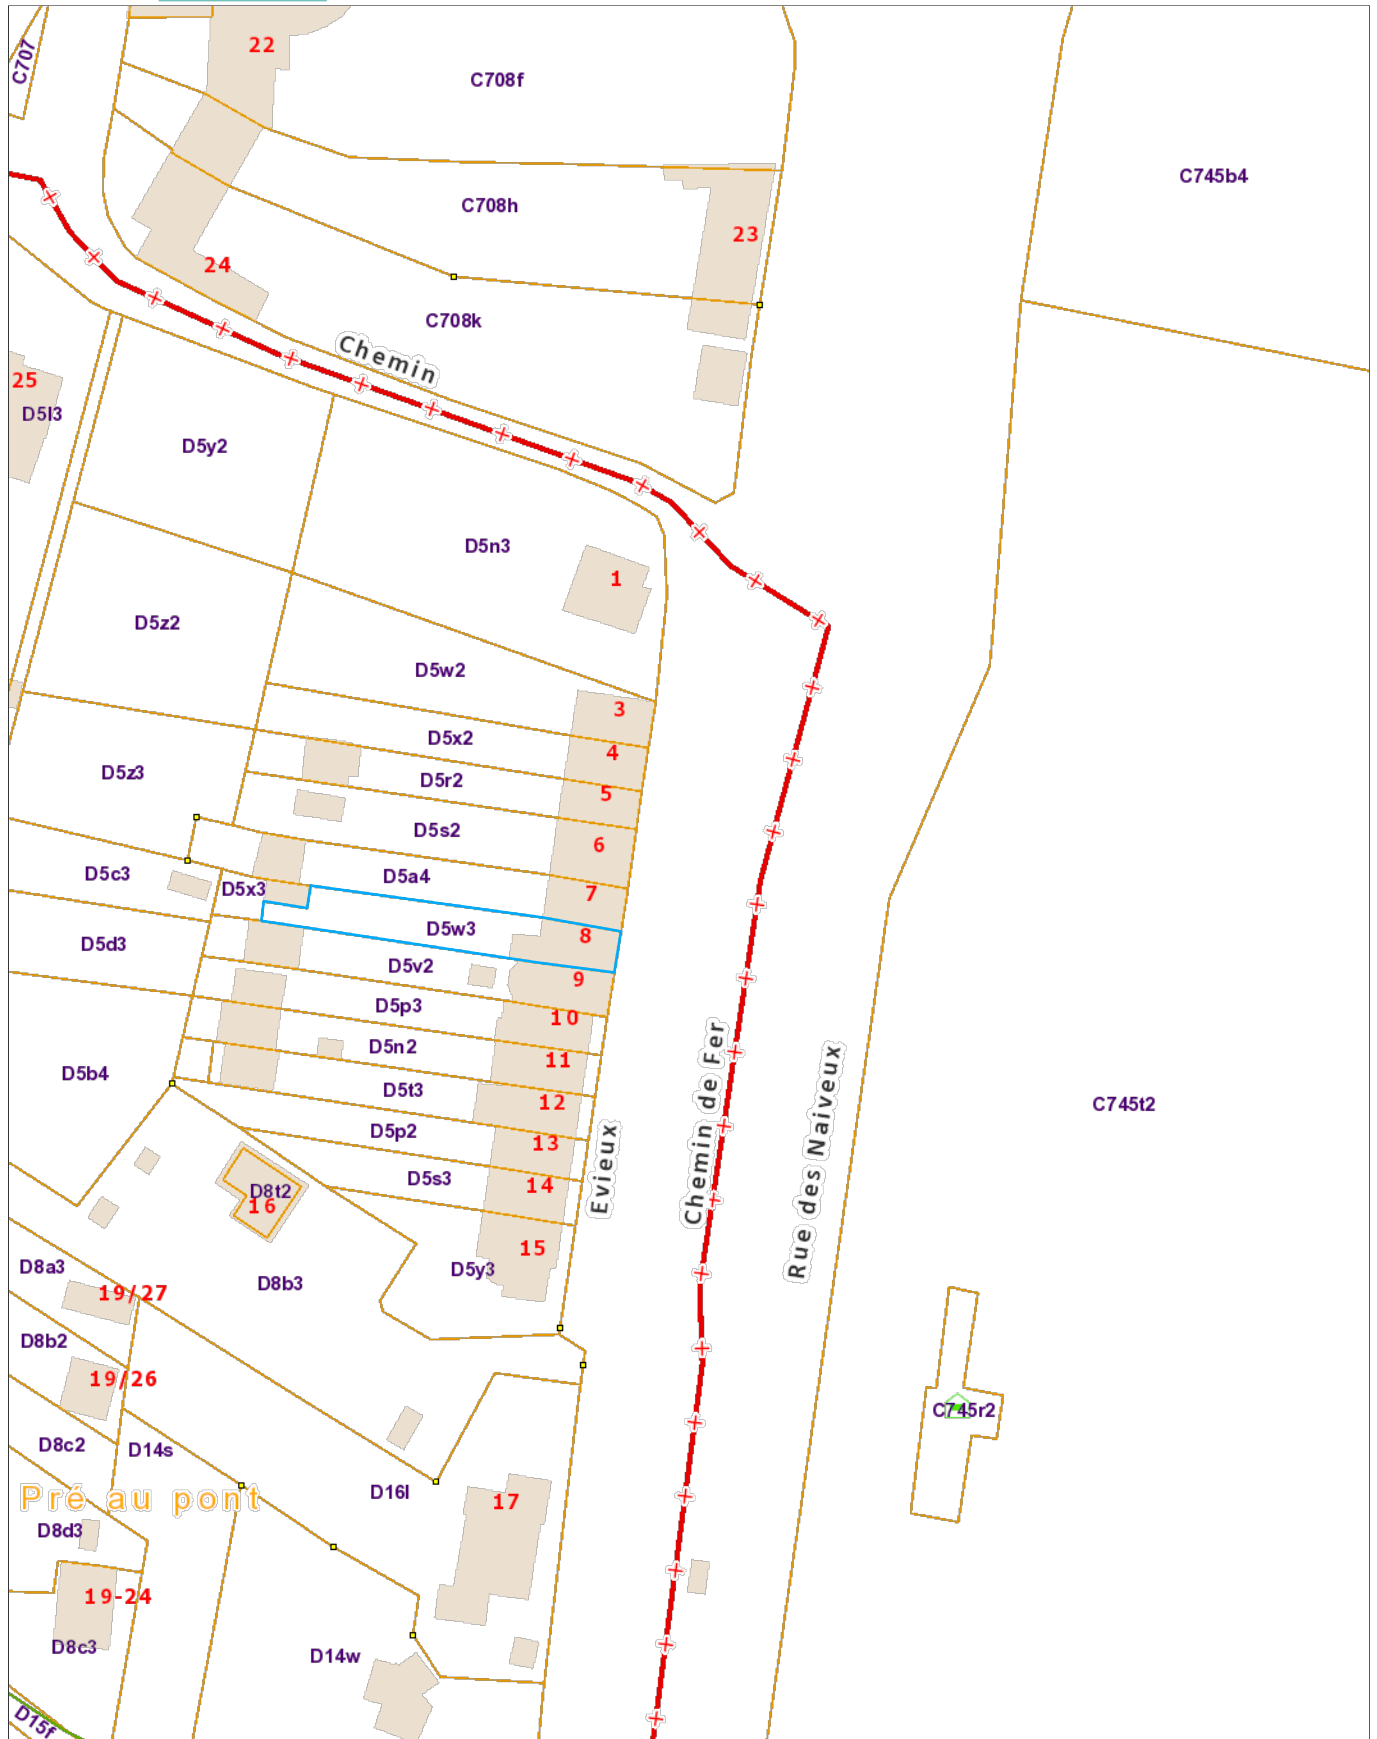 22
C707
C708f
C745b4
C708h
23
24
C708k
Chemin
25
D5l3
D5y2
D5n3
1
D5z2
D5w2
3
D5x2
4
D5z3
D5r2
5
D5s2
6
D5c3
D5x3
D5a4
7
D5w3
8
D5d3
D5v2
9
D5p3
10
D5n2
11
D5b4
D5t3
12
C745t2
D5p2
13
Evieux
Chemin de Fer
Rue des Naiveux
D5s3
14
D8t2
16
15
D8a3
D8b3
D5y3
19/27
D8b2
19/26
C745r2
D8c2
D14s
Pré au pont
D16l
17
D8d3
19-24
D8c3
D14w
D15f